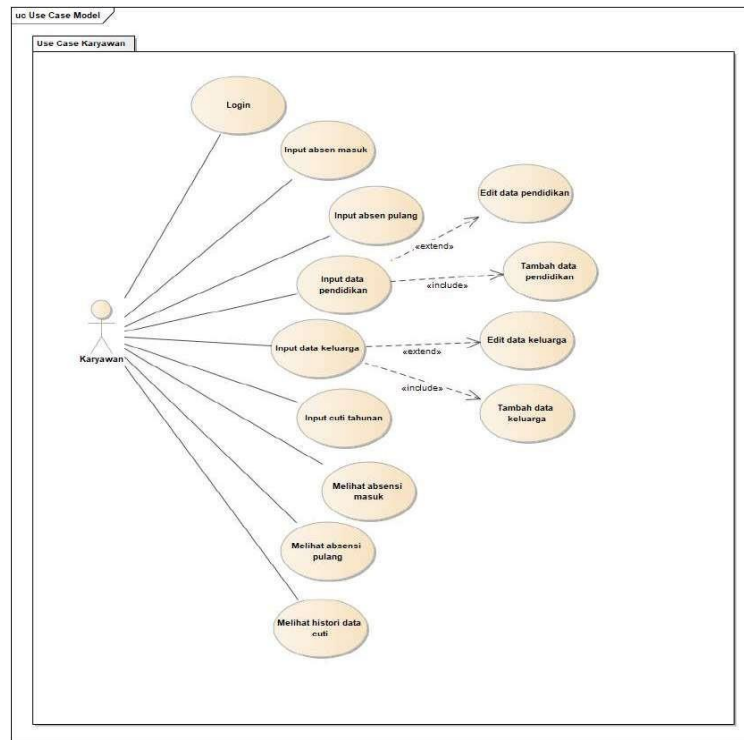 uc Use Case Model
Use Case Karyawan
Login
Input absen masuk
Input absen pulang
Edit data pendidikan
«extend»
Input data
pendidikan
«include»
Tambah data
pendidikan
Karyawan
Input data keluarga
«extend»
Edit data keluarga
«include»
Tambah data
keluarga
Input cuti tahunan
Melihat absensi
masuk
Melihat absensi
pulang
Melihat histori data
cuti